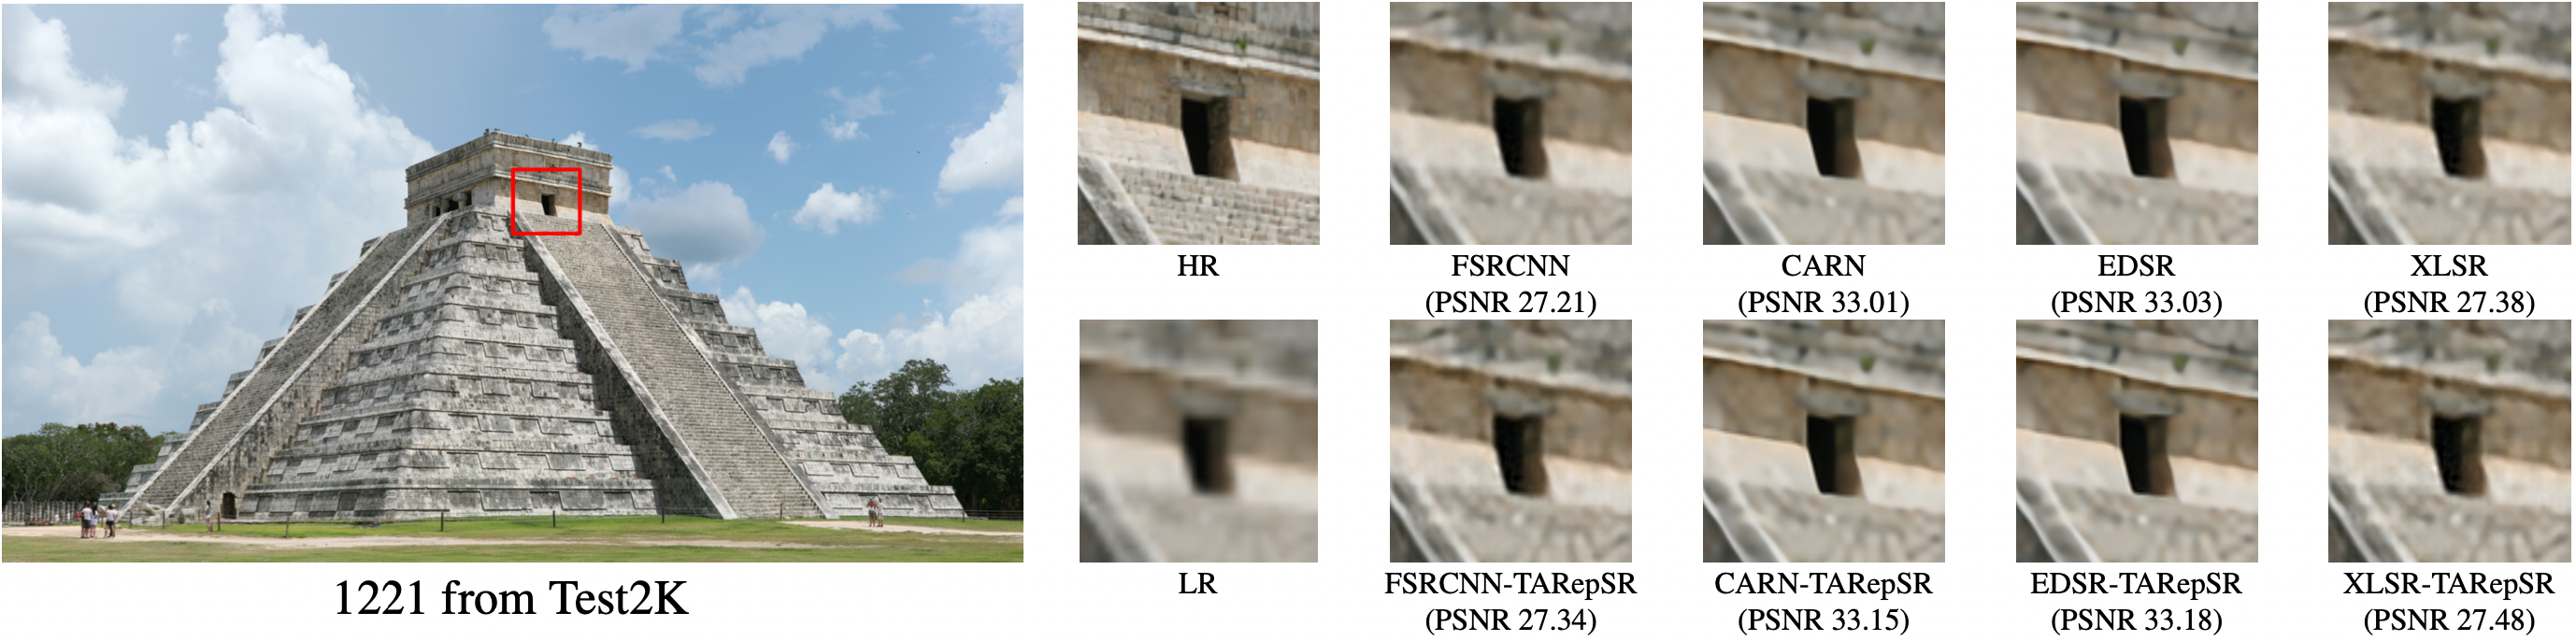 HR
FSRCNN
(PSNR 27.21)
CARN
(PSNR 33.01)
EDSR
(PSNR 33.03)
XLSR
(PSNR 27.38)
LR
FSRCNN-TARepSR
(PSNR 27.34)
CARN-TARepSR
(PSNR 33.15)
EDSR-TARepSR
(PSNR 33.18)
XLSR-TARepSR
(PSNR 27.48)
1221 from Test2K